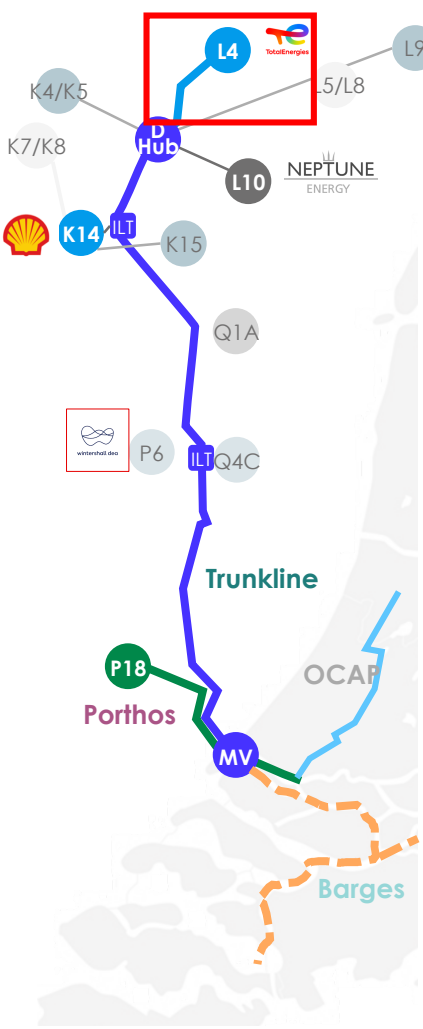 L4
TotalEnergies
L9
K4/K5
L5/L8
D
Hub
K7/K8
L10
NEPTUNE
ENERGY
K14
ILT
K15
Q1A
wintershall dea
P6
ILT
Q4C
Trunkline
P18
OCAP
Porthos
MV
Barges